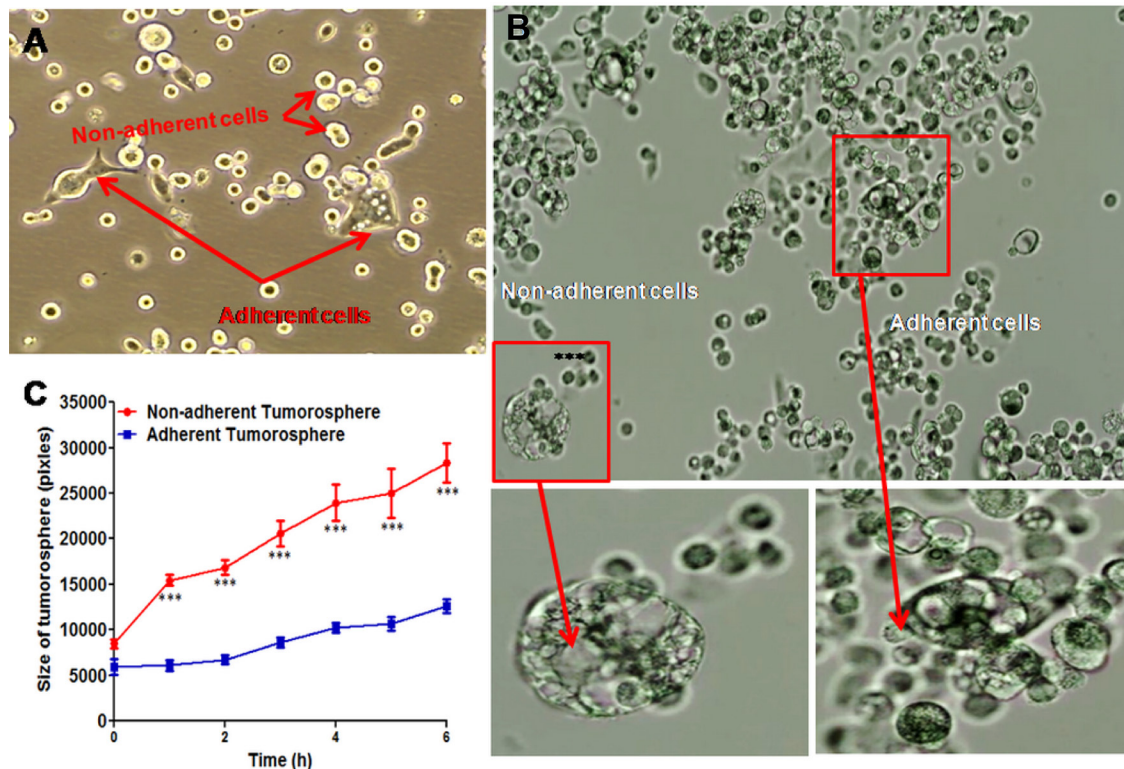 A
Non-adherent cells
Adherent cells
B
Non-adherent cells
Adherent cells
***
C
35000
30000
25000
20000
15000
10000
5000
0
Size of tumorosphere (pixles)
Non-adherent Tumorosphere
Adherent Tumorosphere
***
***
***
***
***
***
0
2
4
6
Time (h)